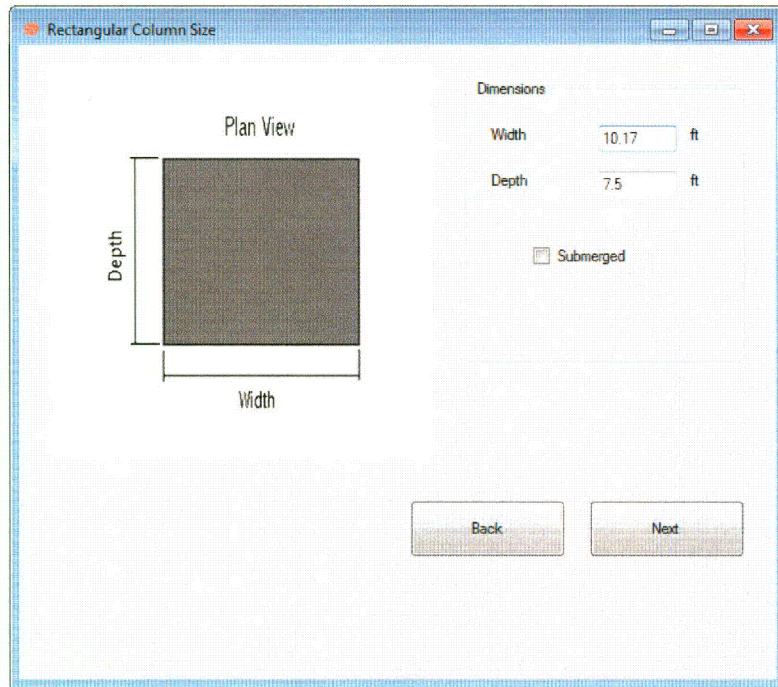 Rectangular Column Size
Plan View
Depth
Width
Dimensions
Width 10.17 ft
Depth 7.5 ft
Submerged
Back
Next